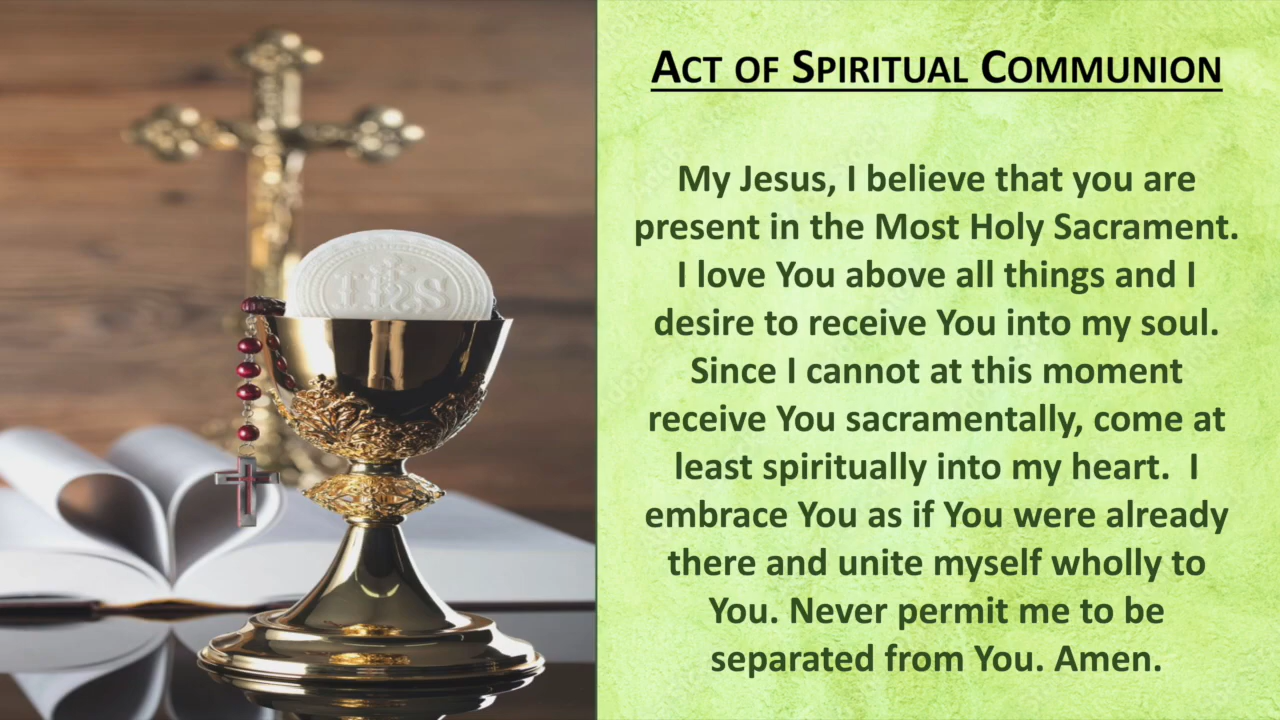 ACT OF SPIRITUAL COMMUNION
My Jesus, I believe that you are
present in the Most Holy Sacrament.
I love You above all things and I
desire to receive You into my soul.
Since I cannot at this moment
receive You sacramentally, come at
least spiritually into my heart.  I
embrace You as if You were already
there and unite myself wholly to
You. Never permit me to be
separated from You. Amen.
IHS